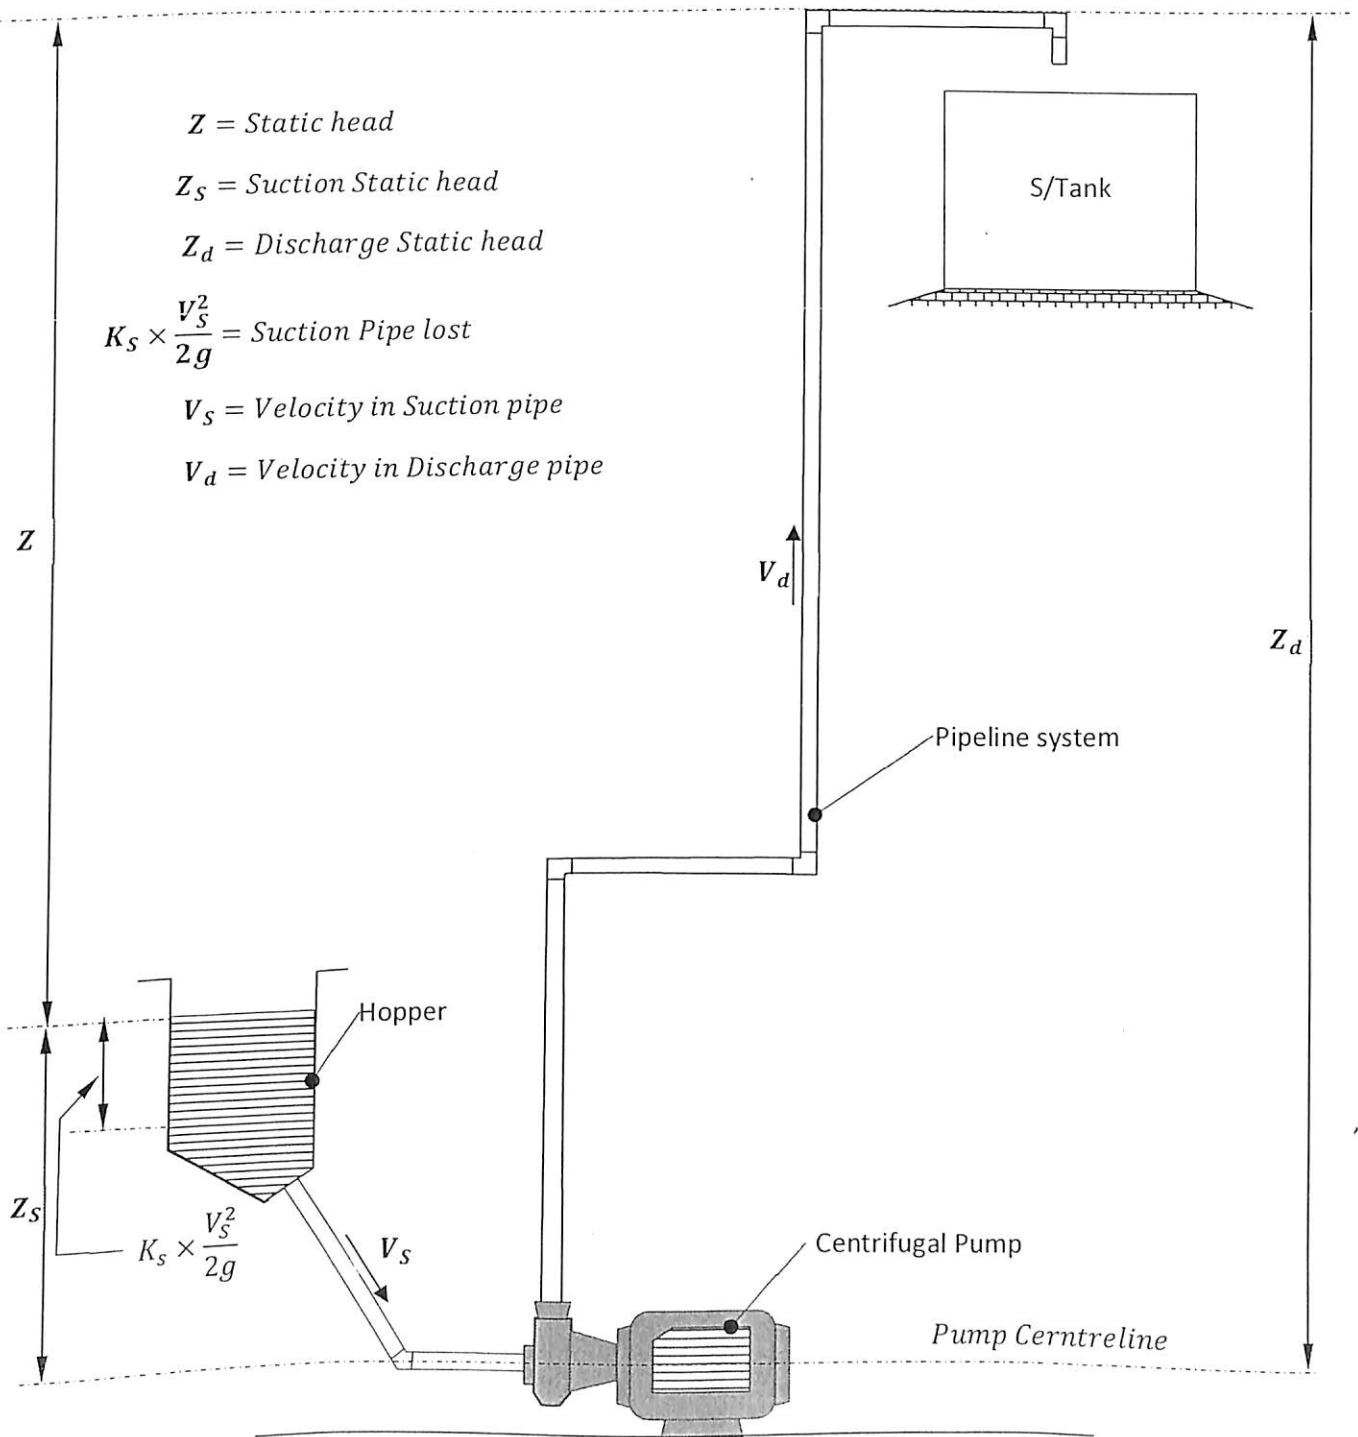 Z = Static head
Z_S = Suction Static head
Z_d = Discharge Static head
K_S × V_S^2/2g = Suction Pipe lost
V_S = Velocity in Suction pipe
V_d = Velocity in Discharge pipe
S/Tank
Z
V_d
Z_d
Pipeline system
Hopper
Z_S
K_s × V_S^2/2g
V_S
Centrifugal Pump
Pump Cerntreline